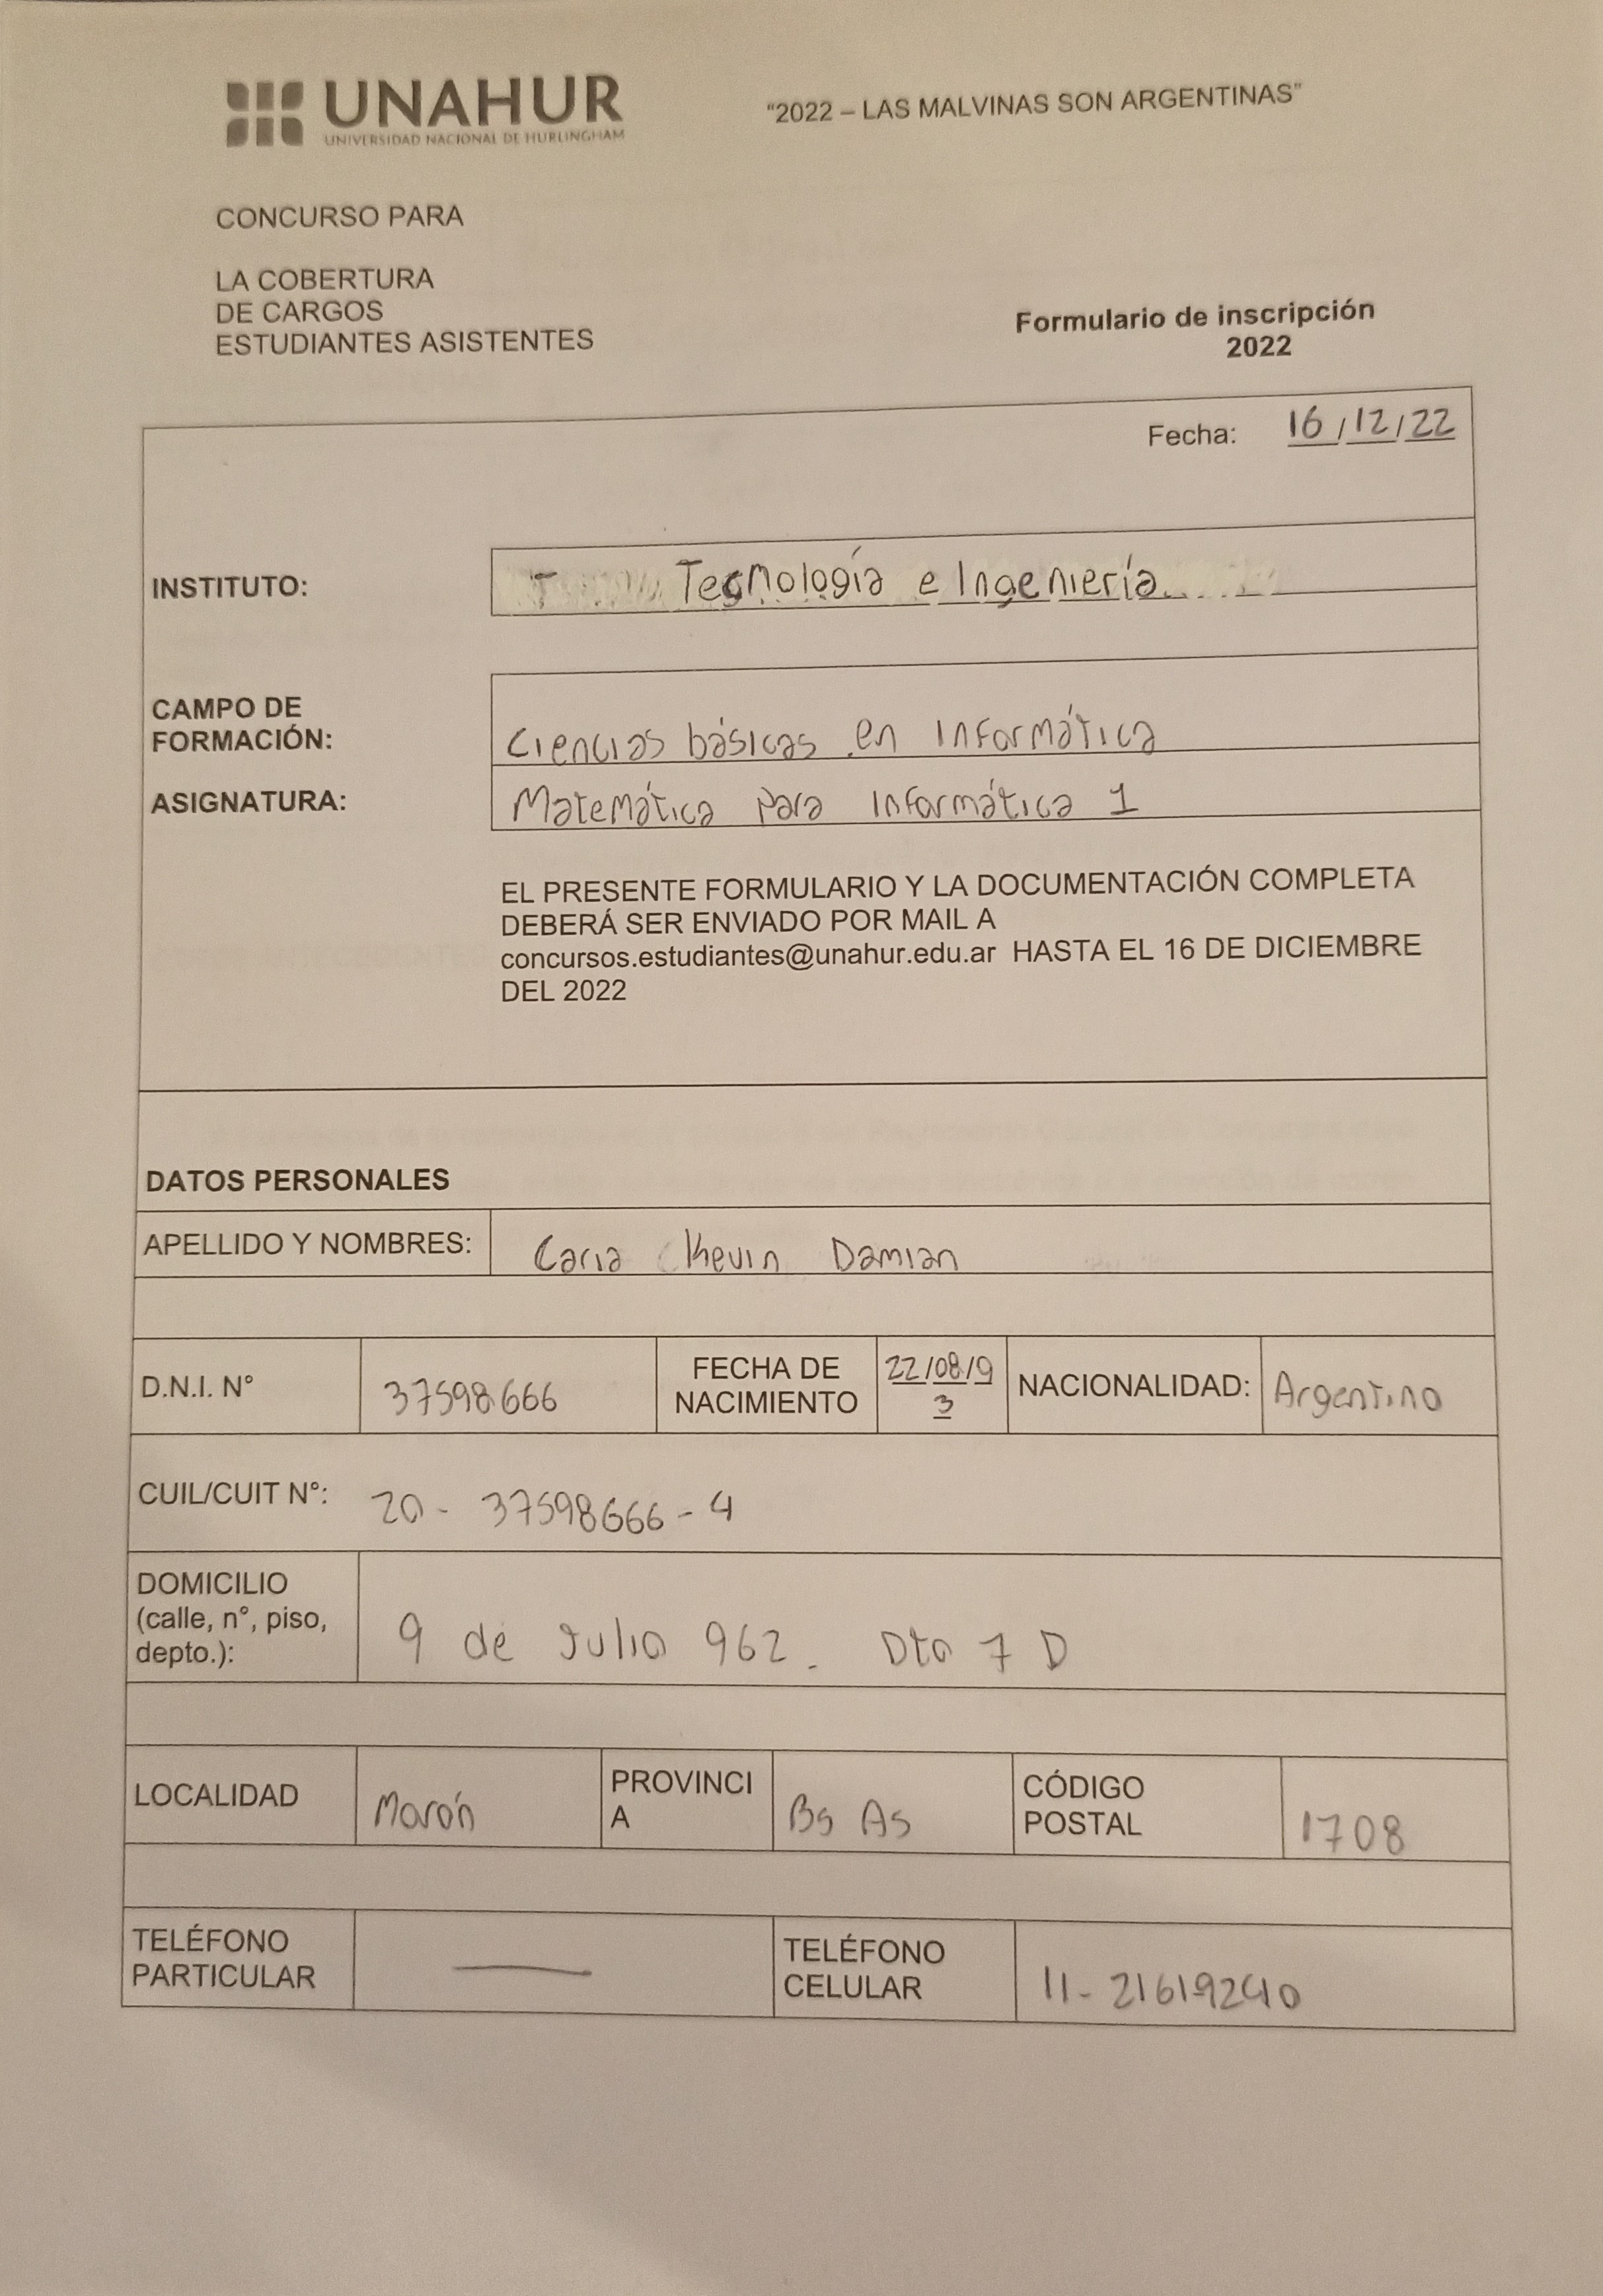 UNAHUR
UNIVERSIDAD NACIONAL DE HURLINGHAM
"2022 – LAS MALVINAS SON ARGENTINAS"
CONCURSO PARA
LA COBERTURA
DE CARGOS
ESTUDIANTES ASISTENTES
Formulario de inscripción
2022
Fecha: 16/12/22
INSTITUTO: Tecnología e Ingeniería
CAMPO DE
FORMACIÓN: Ciencias básicas en Informática
ASIGNATURA: Matemática para Informática 1
EL PRESENTE FORMULARIO Y LA DOCUMENTACIÓN COMPLETA
DEBERÁ SER ENVIADO POR MAIL A
concursos.estudiantes@unahur.edu.ar HASTA EL 16 DE DICIEMBRE
DEL 2022
DATOS PERSONALES
APELLIDO Y NOMBRES: Caria Kevin Damian
D.N.I. N° 37598666
FECHA DE
NACIMIENTO
22/08/9
3
NACIONALIDAD: Argentino
CUIL/CUIT N°: 20 - 37598666 - 4
DOMICILIO
(calle, n°, piso,
depto.):
9 de Julio 962. Dto 7 D
LOCALIDAD Morón
PROVINCI
A
Bs As
CÓDIGO
POSTAL
1708
TELÉFONO
PARTICULAR
—
TELÉFONO
CELULAR
11- 21619240